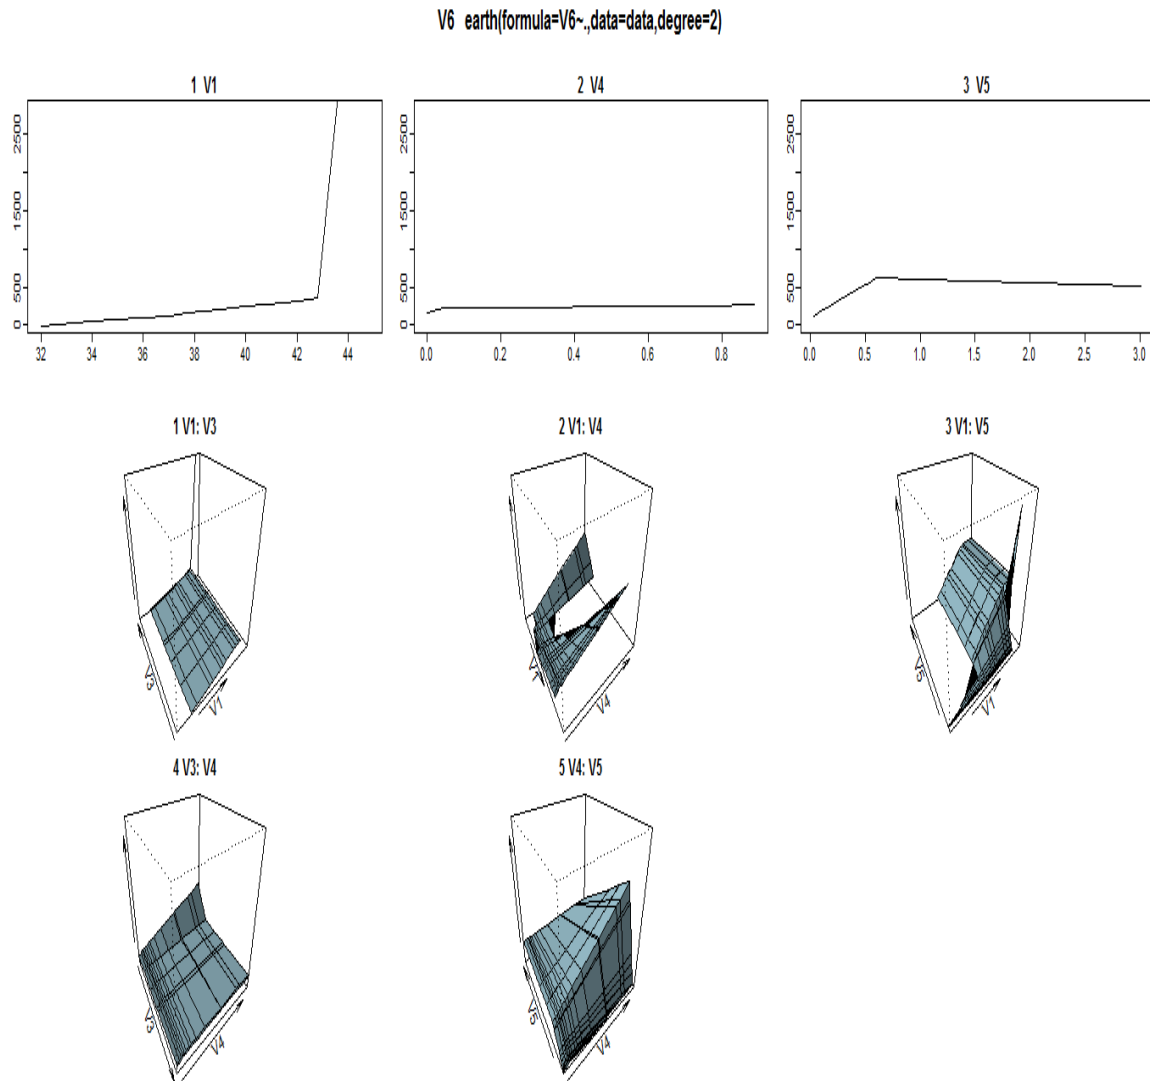 V6 earth(formula=V6~.,data=data,degree=2)
1 V1
2 V4
3 V5
2500
1500
500
0
2500
1500
500
0
2500
1500
500
0
32 34 36 38 40 42 44
0.0 0.2 0.4 0.6 0.8
0.0 0.5 1.0 1.5 2.0 2.5 3.0
1 V1: V3
2 V1: V4
3 V1: V5
V3
V1
V4
V5
V1
4 V3: V4
5 V4: V5
V3
V4
V5
V4